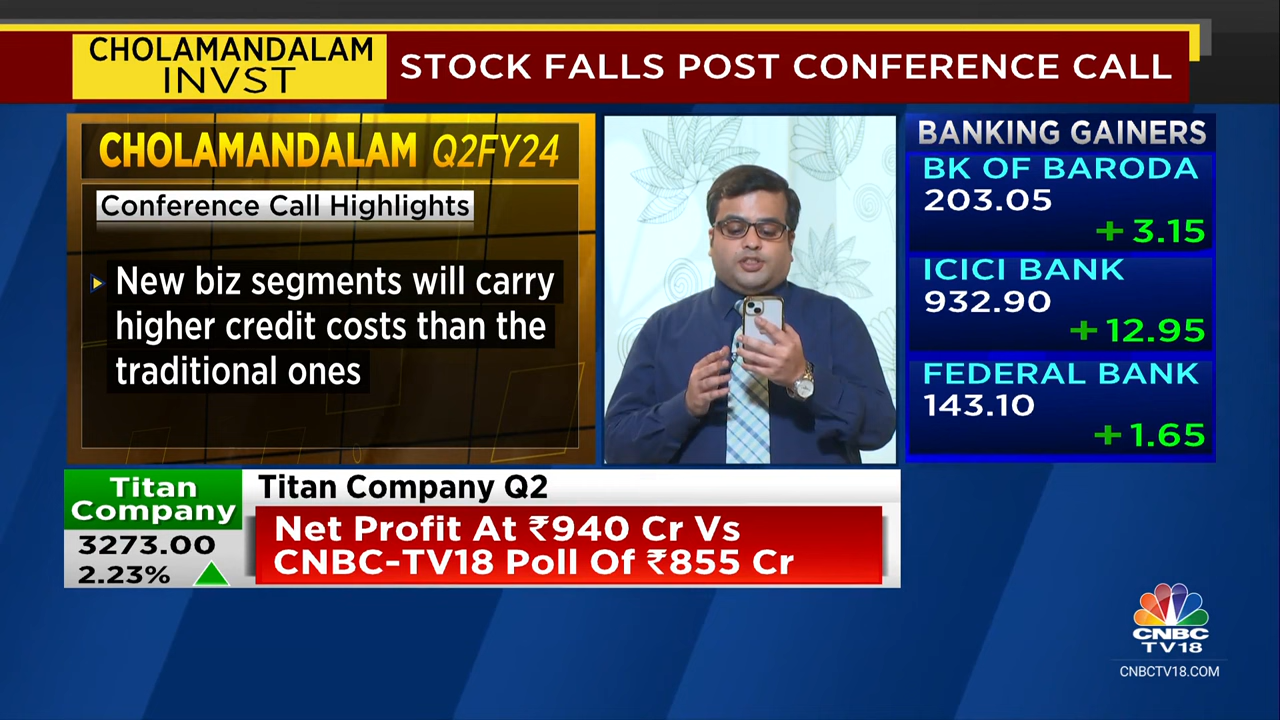 CHOLAMANDALAM
INVST
STOCK FALLS POST CONFERENCE CALL
CHOLAMANDALAM Q2FY24
Conference Call Highlights
New biz segments will carry
higher credit costs than the
traditional ones
BANKING GAINERS
BK OF BARODA
203.05
+ 3.15
ICICI BANK
932.90
+ 12.95
FEDERAL BANK
143.10
+ 1.65
Titan
Company
3273.00
2.23%
Titan Company Q2
Net Profit At ₹940 Cr Vs
CNBC-TV18 Poll Of ₹855 Cr
CNBC
TV18
CNBCTV18.COM